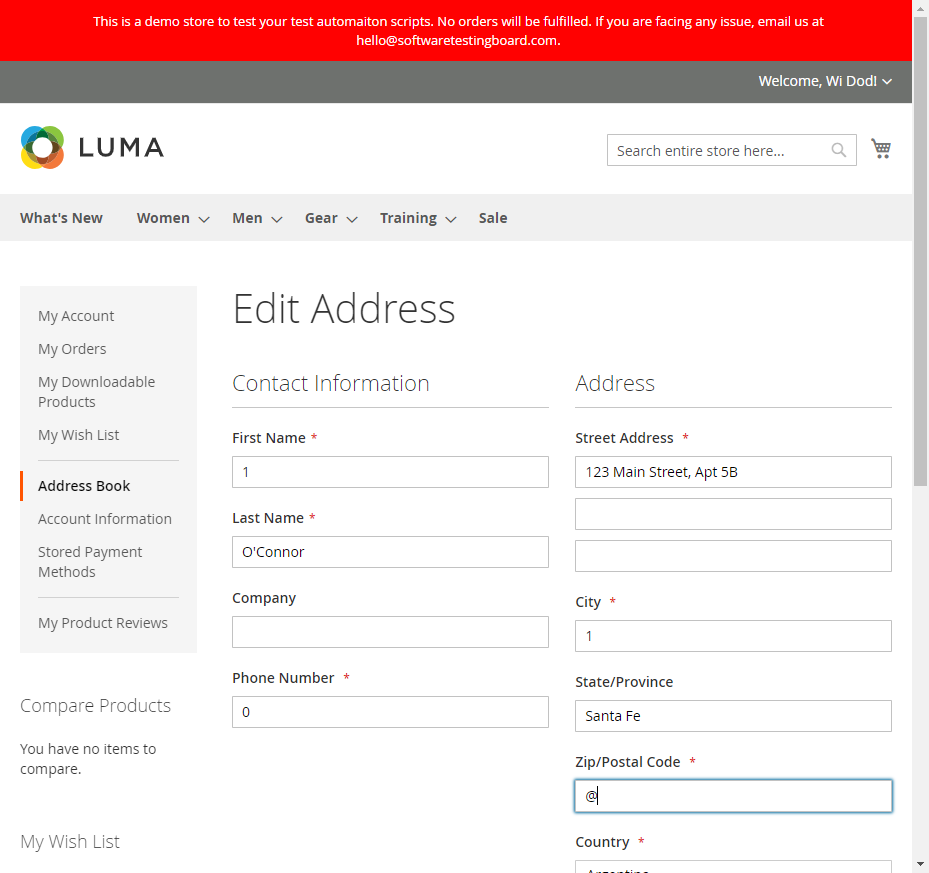 This is a demo store to test your test automaiton scripts. No orders will be fulfilled. If you are facing any issue, email us at
hello@softwaretestingboard.com.
Welcome, Wi Dod!
LUMA
Search entire store here...
What's New
Women
Men
Gear
Training
Sale
My Account
My Orders
My Downloadable
Products
My Wish List
Address Book
Account Information
Stored Payment
Methods
My Product Reviews
Compare Products
You have no items to
compare.
My Wish List
Edit Address
Contact Information
First Name *
1
Last Name *
O'Connor
Company
Phone Number *
0
Address
Street Address *
123 Main Street, Apt 5B
City *
1
State/Province
Santa Fe
Zip/Postal Code *
@
Country *
Argentina